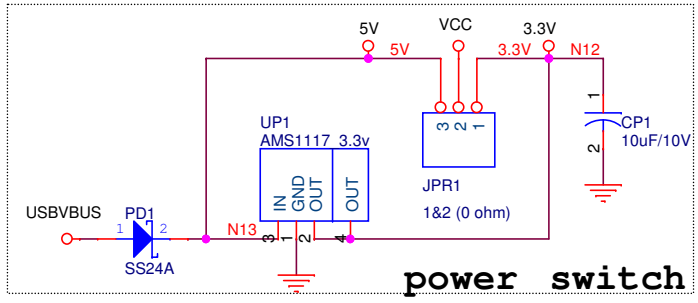 5V VCC 3.3V
5V 3.3V N12
1
3 2 1
UP1
AMS1117 3.3v
CP1
10uF/10V
2
IN GND OUT OUT
JPR1
1&2 (0 ohm)
USBVBUS
PD1
1 2
N13
3 1 2 4
SS24A
power switch